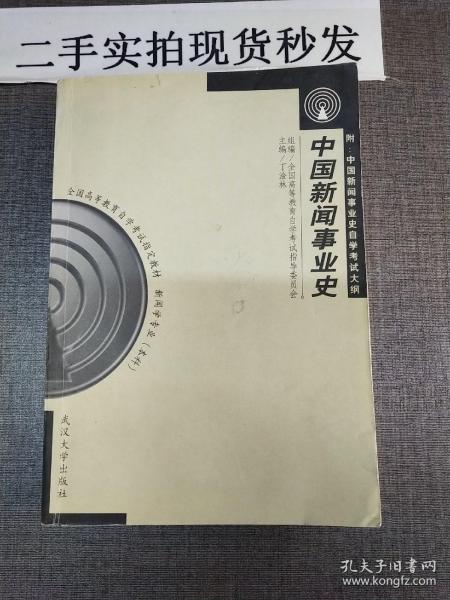 二手实拍现货秒发
附：中国新闻事业史自学考试大纲
中国新闻事业史
组编/全国高等教育自学考试指导委员会
主编/丁淦林
全国高等教育自学考试指定教材 新闻学专业（本科）
武汉大学出版社
孔夫子旧书网
www.kongfz.com